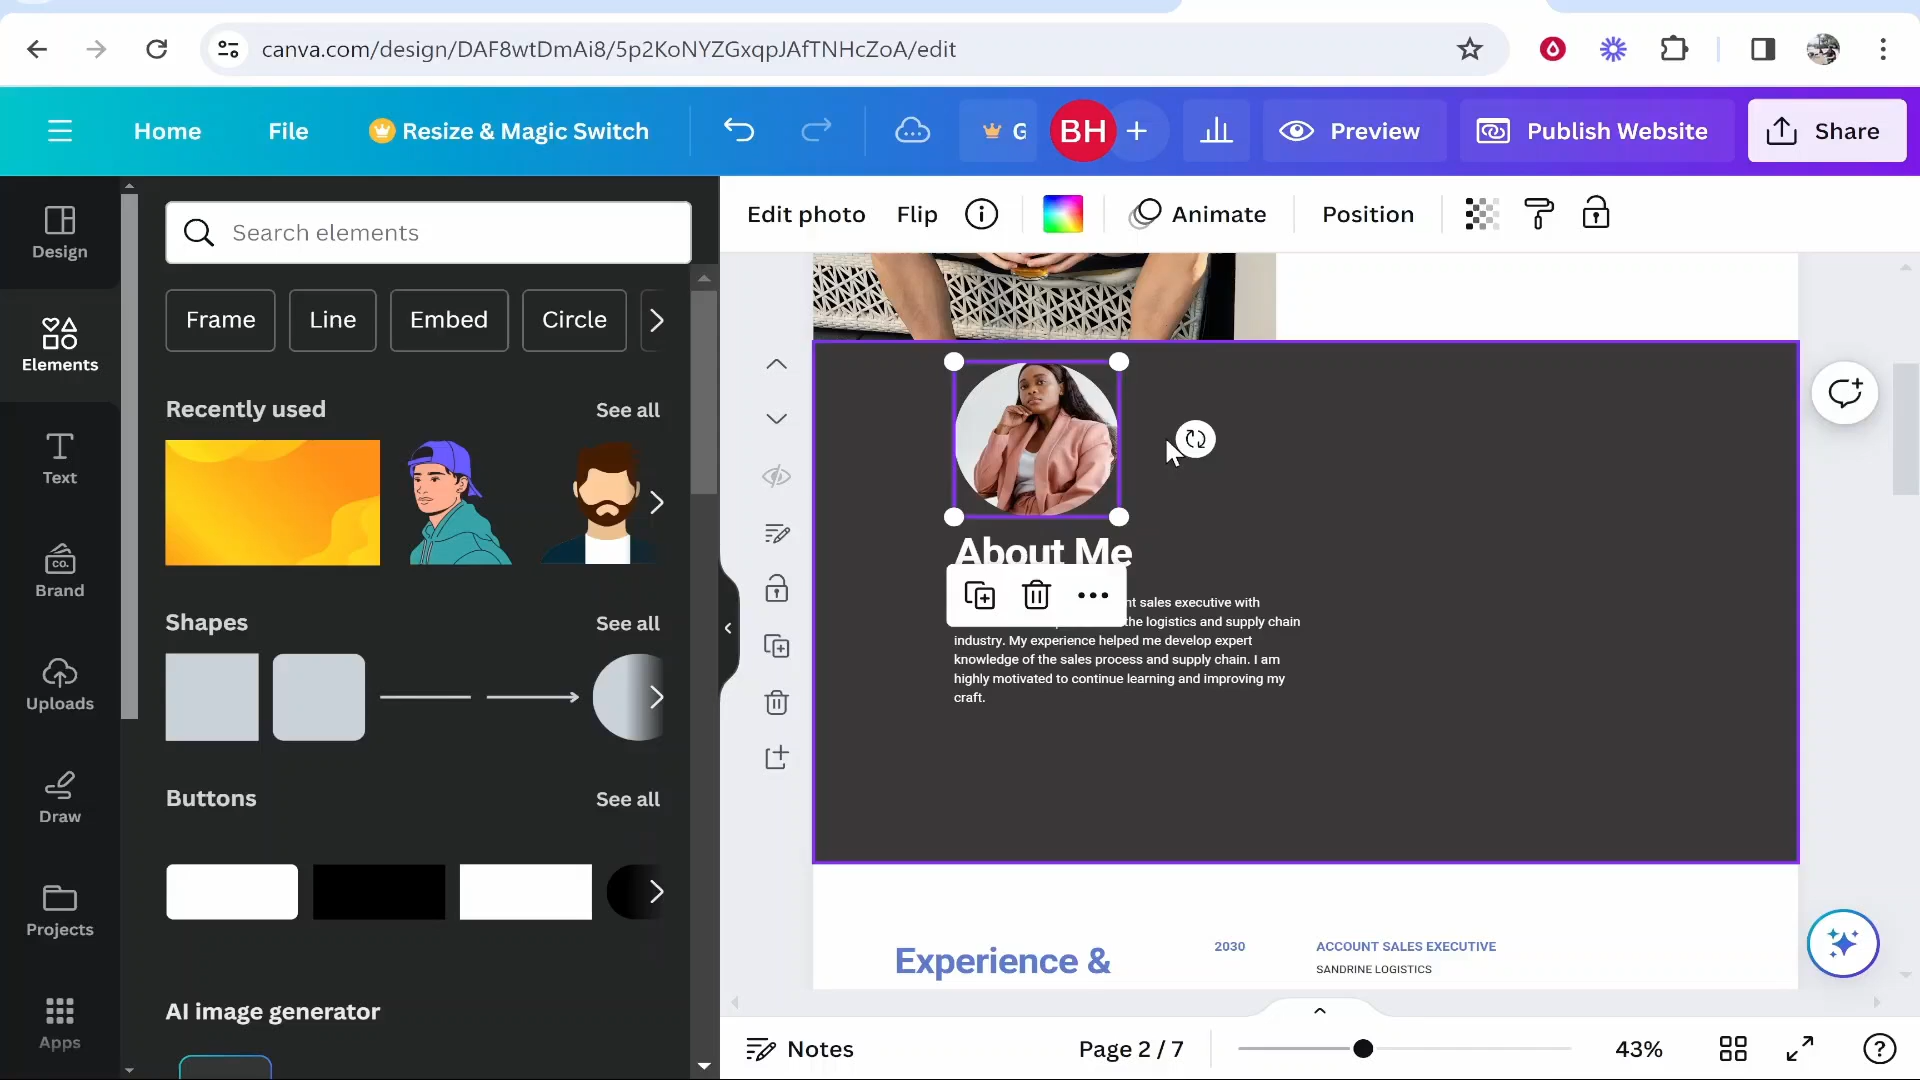 canva.com/design/DAF8wtDmAi8/5p2KoNYZGxqpJAfTNHcZoA/edit
Home
File
Resize & Magic Switch
G
BH
Preview
Publish Website
Share
Design
Elements
Text
Brand
CO.
Uploads
Draw
Projects
Apps
Search elements
Frame
Line
Embed
Circle
Recently used
See all
Shapes
See all
Buttons
See all
AI image generator
Edit photo
Flip
Animate
Position
About Me
nt sales executive with
the logistics and supply chain
industry. My experience helped me develop expert
knowledge of the sales process and supply chain. I am
highly motivated to continue learning and improving my
craft.
Experience &
2030
ACCOUNT SALES EXECUTIVE
SANDRINE LOGISTICS
Notes
Page 2 / 7
43%